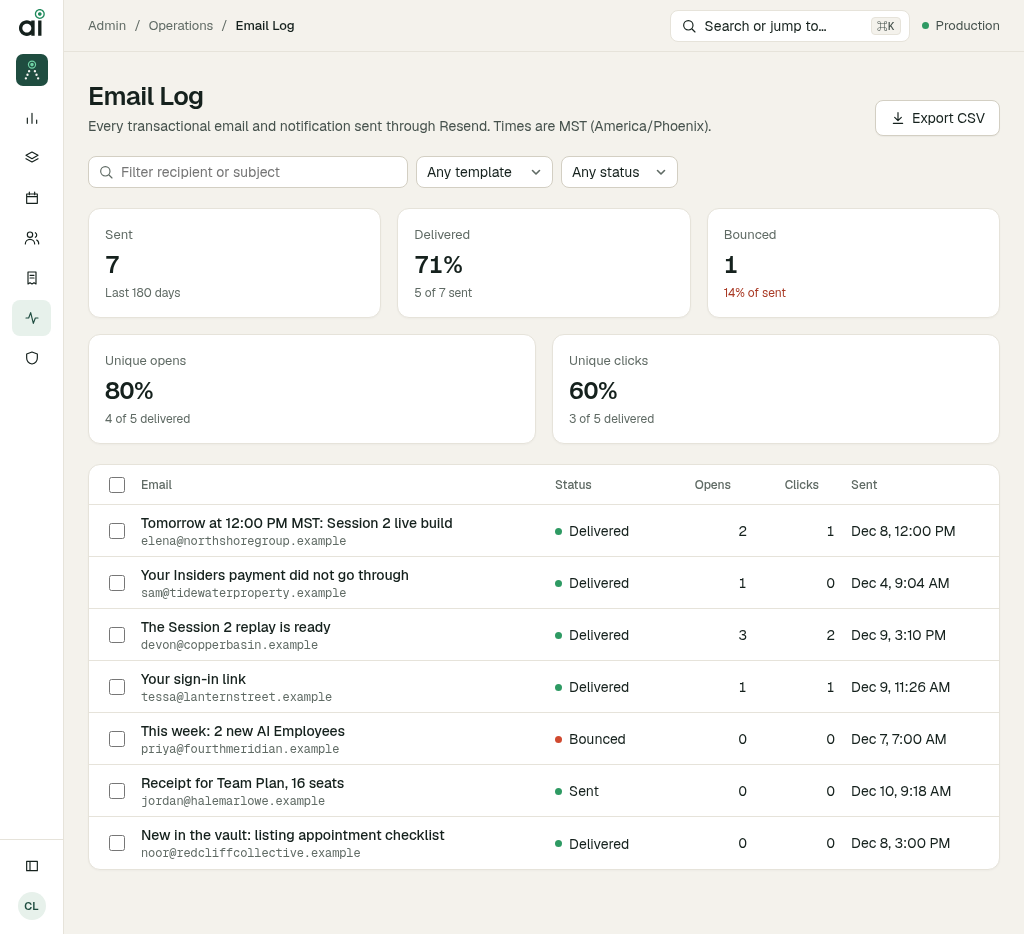 ai
Admin / Operations / Email Log
Search or jump to… ⌘K
Production
Email Log
Every transactional email and notification sent through Resend. Times are MST (America/Phoenix).
Export CSV
Filter recipient or subject
Any template
Any status
Sent
7
Last 180 days
Delivered
71%
5 of 7 sent
Bounced
1
14% of sent
Unique opens
80%
4 of 5 delivered
Unique clicks
60%
3 of 5 delivered
Email Status Opens Clicks Sent
Tomorrow at 12:00 PM MST: Session 2 live build
elena@northshoregroup.example
Delivered 2 1 Dec 8, 12:00 PM
Your Insiders payment did not go through
sam@tidewaterproperty.example
Delivered 1 0 Dec 4, 9:04 AM
The Session 2 replay is ready
devon@copperbasin.example
Delivered 3 2 Dec 9, 3:10 PM
Your sign-in link
tessa@lanternstreet.example
Delivered 1 1 Dec 9, 11:26 AM
This week: 2 new AI Employees
priya@fourthmeridian.example
Bounced 0 0 Dec 7, 7:00 AM
Receipt for Team Plan, 16 seats
jordan@halemarlowe.example
Sent 0 0 Dec 10, 9:18 AM
New in the vault: listing appointment checklist
noor@redcliffcollective.example
Delivered 0 0 Dec 8, 3:00 PM
CL